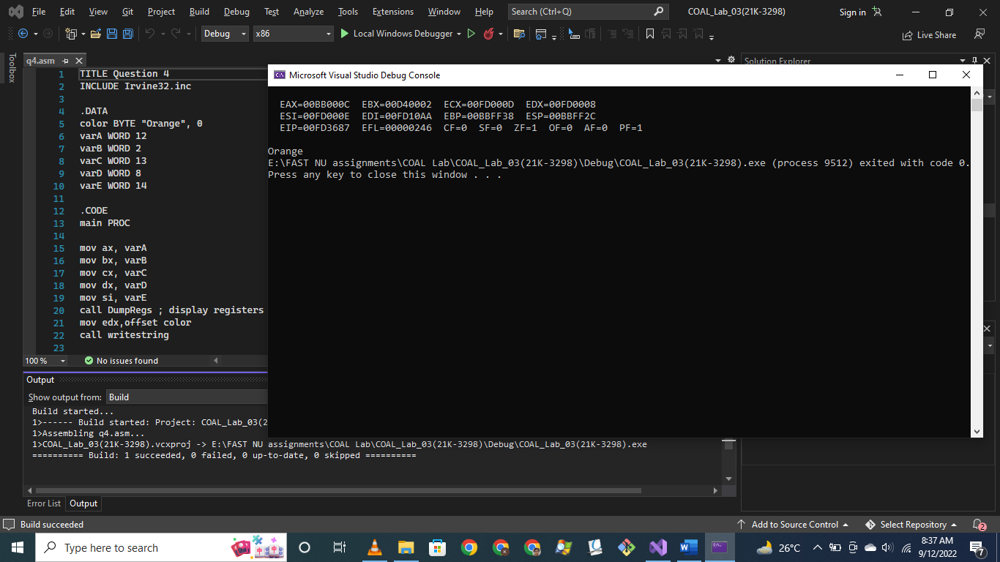 File Edit View Git Project Build Debug Test Analyze Tools Extensions Window Help Search (Ctrl+Q) COAL_Lab_03(21K-3298) Sign in
Debug x86 Local Windows Debugger Live Share
Toolbox
q4.asm
Solution Explorer
1 TITLE Question 4
2 INCLUDE Irvine32.inc
3
4 .DATA
5 color BYTE "Orange", 0
6 varA WORD 12
7 varB WORD 2
8 varC WORD 13
9 varD WORD 8
10 varE WORD 14
11
12 .CODE
13 main PROC
14
15 mov ax, varA
16 mov bx, varB
17 mov cx, varC
18 mov dx, varD
19 mov si, varE
20 call DumpRegs ; display registers
21 mov edx,offset color
22 call writestring
23
100 % No issues found
Microsoft Visual Studio Debug Console
EAX=00BB000C EBX=00D40002 ECX=00FD000D EDX=00FD0008
ESI=00FD000E EDI=00FD10AA EBP=00BBFF38 ESP=00BBFF2C
EIP=00FD3687 EFL=00000246 CF=0 SF=0 ZF=1 OF=0 AF=0 PF=1
Orange
E:\FAST NU assignments\COAL Lab\COAL_Lab_03(21K-3298)\Debug\COAL_Lab_03(21K-3298).exe (process 9512) exited with code 0.
Press any key to close this window . . .
Output
Show output from: Build
Build started...
1>------ Build started: Project: COAL_Lab_03(2
1>Assembling q4.asm...
1>COAL_Lab_03(21K-3298).vcxproj -> E:\FAST NU assignments\COAL Lab\COAL_Lab_03(21K-3298)\Debug\COAL_Lab_03(21K-3298).exe
========== Build: 1 succeeded, 0 failed, 0 up-to-date, 0 skipped ==========
Error List Output
Build succeeded Add to Source Control Select Repository 2
Type here to search 26°C 8:37 AM
9/12/2022 7